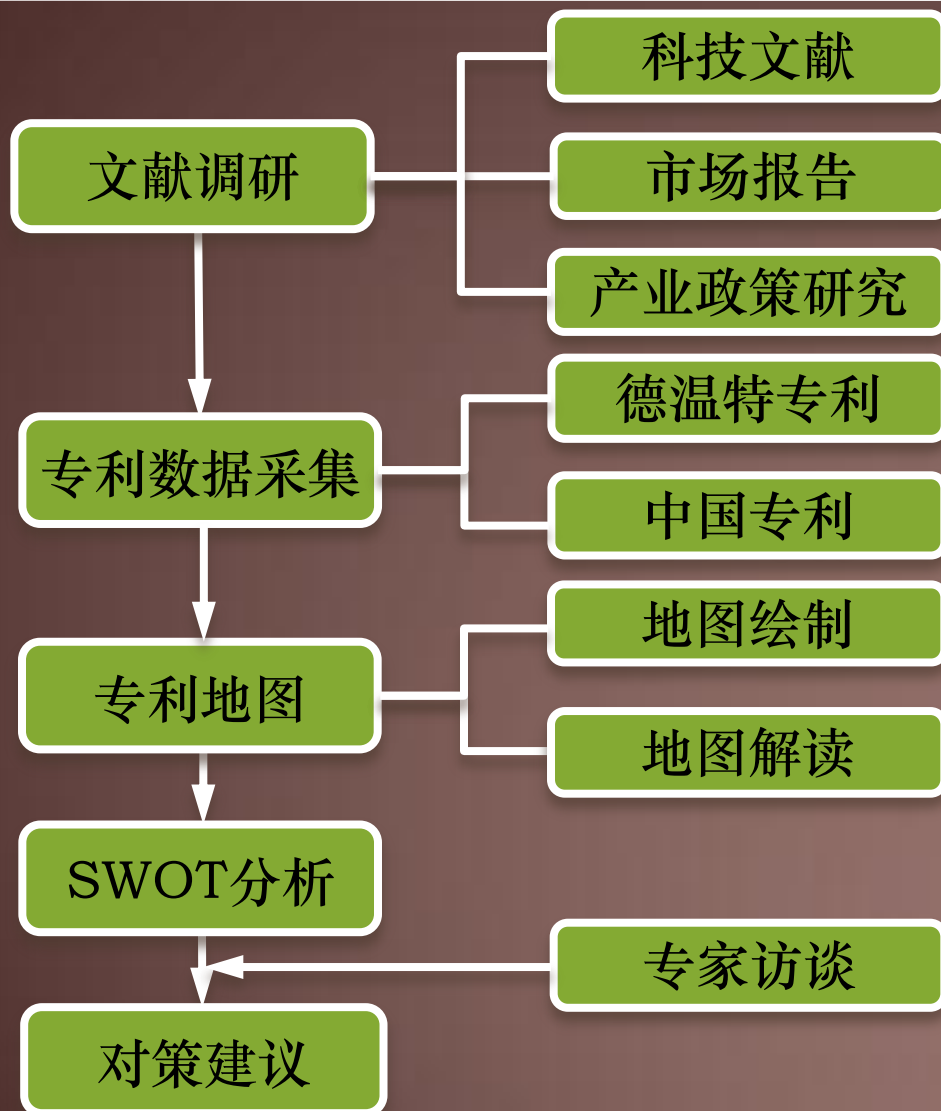 文献调研
科技文献
市场报告
产业政策研究
专利数据采集
德温特专利
中国专利
专利地图
地图绘制
地图解读
SWOT分析
专家访谈
对策建议